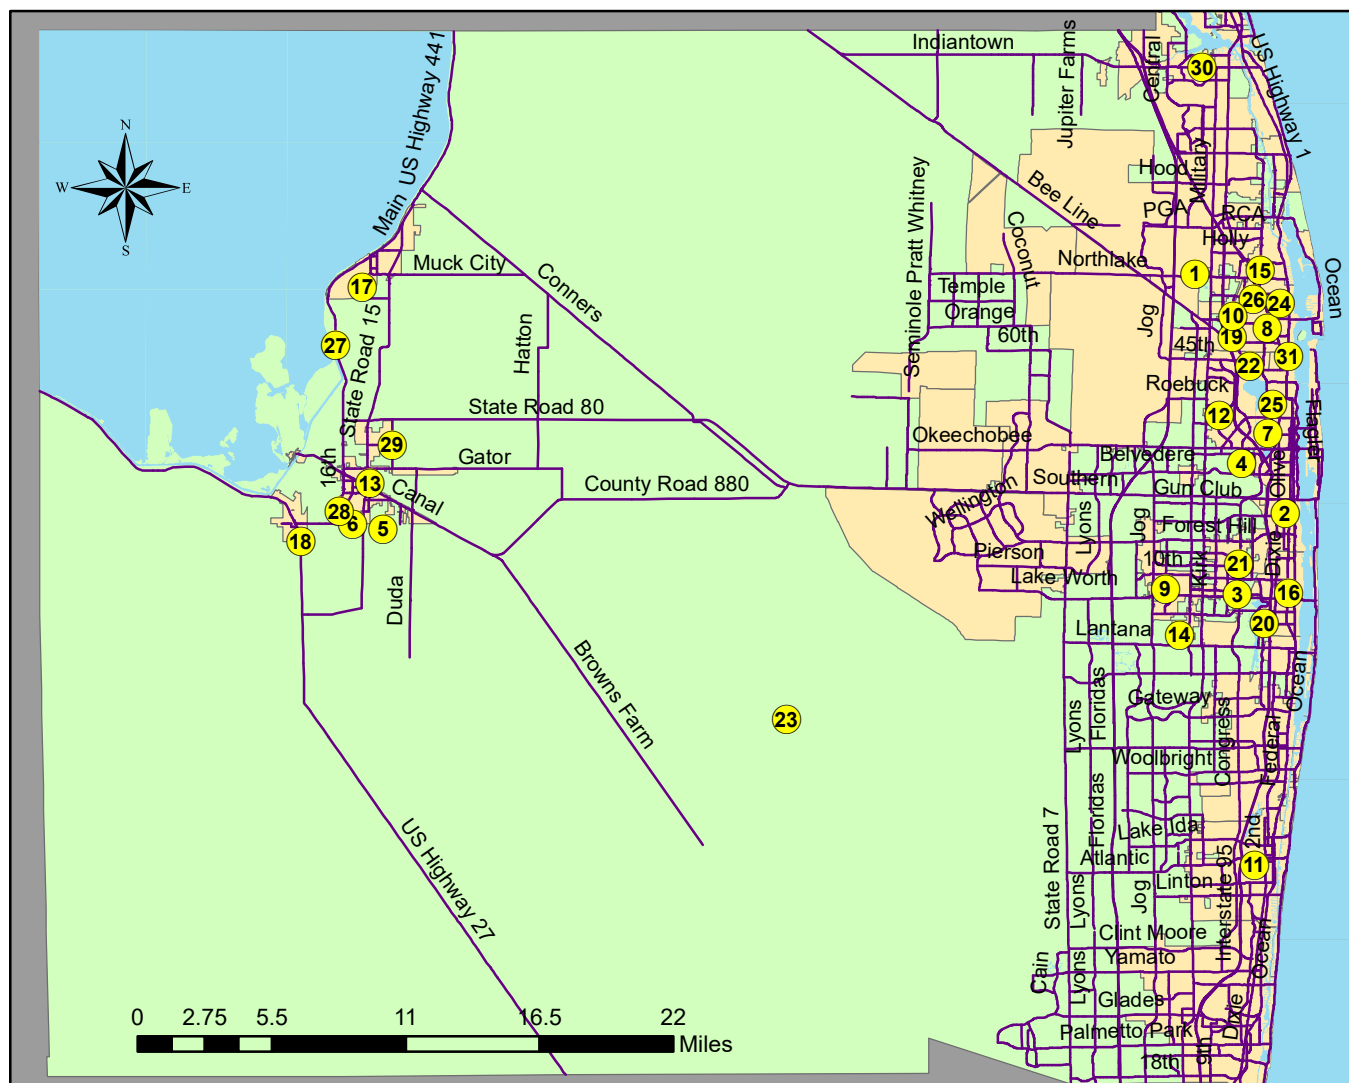 Indiantown
Jupiter Farms
Central
30
US Highway 1
Main
US Highway 441
N
W
E
S
Hood
Military
Bee Line
PGA
RCA
Holly
Seminole Pratt Whitney
Coconut
Northlake
Muck City
Conners
17
1
15
Ocean
Temple
Orange
60th
26
24
10
8
19
45th
31
22
Jog
State Road 15
27
Hatton
Roebuck
12
25
Flagler
7
State Road 80
29
Okeechobee
Belvedere
4
Olive
16th
Gator
13
Canal
County Road 880
Southern
Gun Club
Wellington
Lyons
Jog
Forest Hill
2
28
6
5
18
Pierson
10th
Kirk
21
Dixie
Lake Worth
9
3
16
Duda
Lantana
14
20
Browns Farm
23
Ocean
Lyons
Floridas
Gateway
Congress
Federal
Woolbright
US Highway 27
State Road 7
Floridas
Lake Ida
2nd
Atlantic
11
Lyons
Jog
Linton
Interstate 95
Clint Moore
Ocean
Cain
Lyons
Yamato
Glades
Dixie
Palmetto Park
18th
9th
0 2.75 5.5 11 16.5 22
Miles